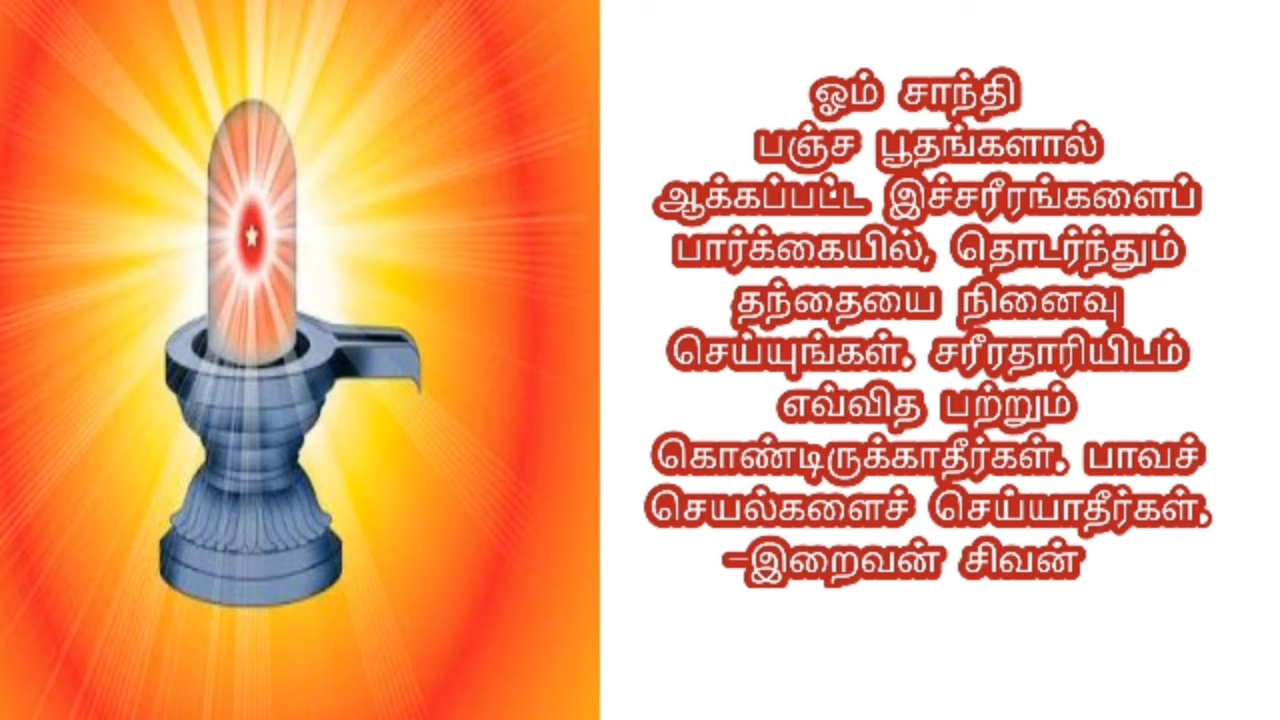 ஓம் சாந்தி
பஞ்ச பூதங்களால்
ஆக்கப்பட்ட இச்சரீரங்களைப்
பார்க்கையில், தொடர்ந்தும்
தந்தையை நினைவு
செய்யுங்கள். சரீரதாரியிடம்
எவ்வித பற்றும்
கொண்டிருக்காதீர்கள். பாவச்
செயல்களைச் செய்யாதீர்கள்.
-இறைவன் சிவன்